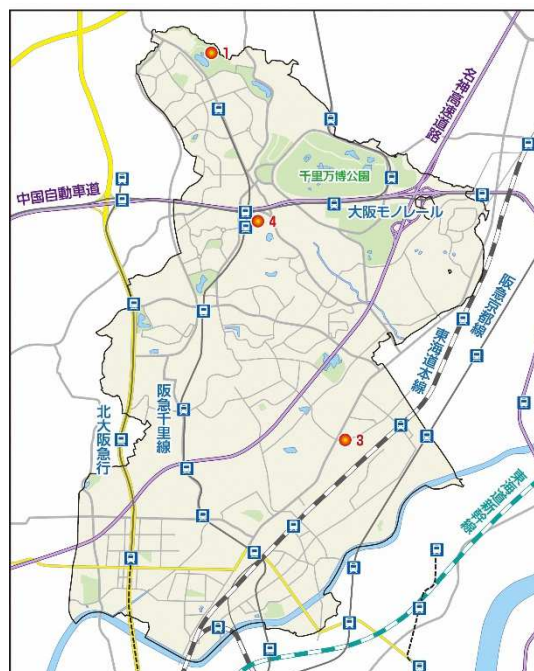 1
名神高速道路
千里万博公園
中国自動車道
大阪モノレール
4
阪急京都線
東海道本線
阪急千里線
北大阪急行
3
東海道新幹線